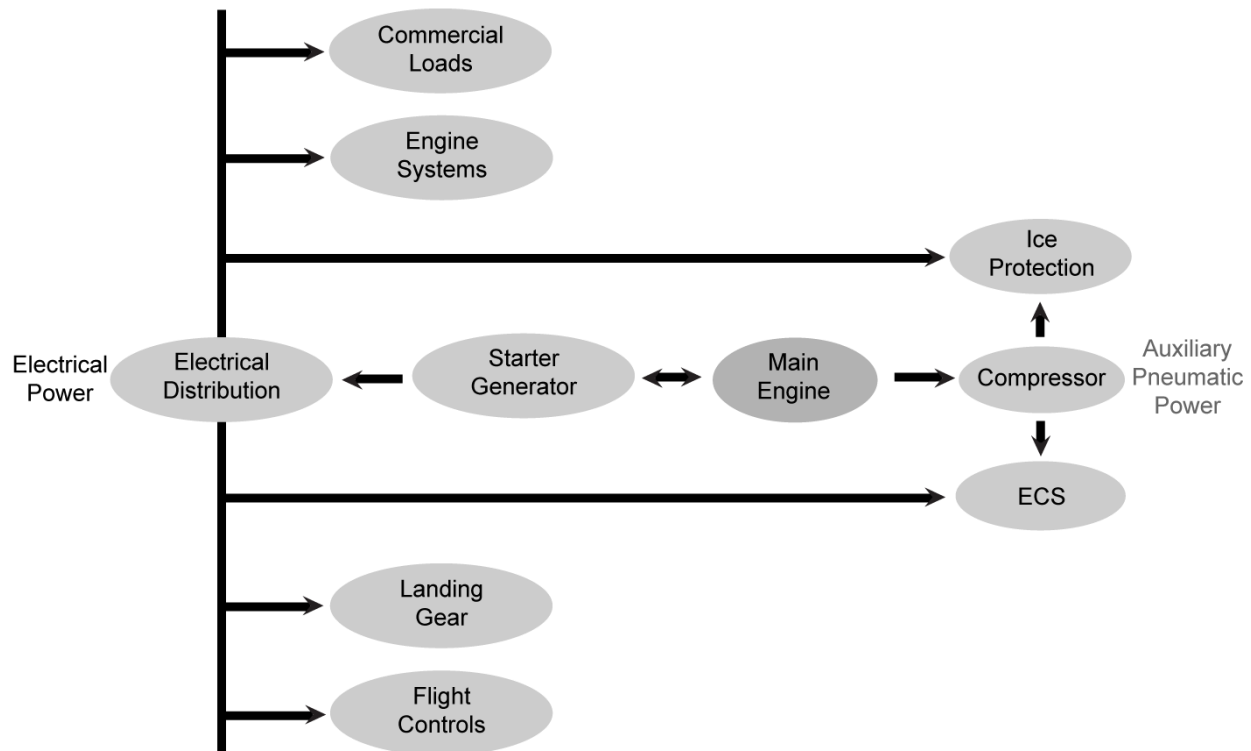 Commercial
Loads
Engine
Systems
Ice
Protection
Electrical
Power
Electrical
Distribution
Starter
Generator
Main
Engine
Compressor
Auxiliary
Pneumatic
Power
ECS
Landing
Gear
Flight
Controls